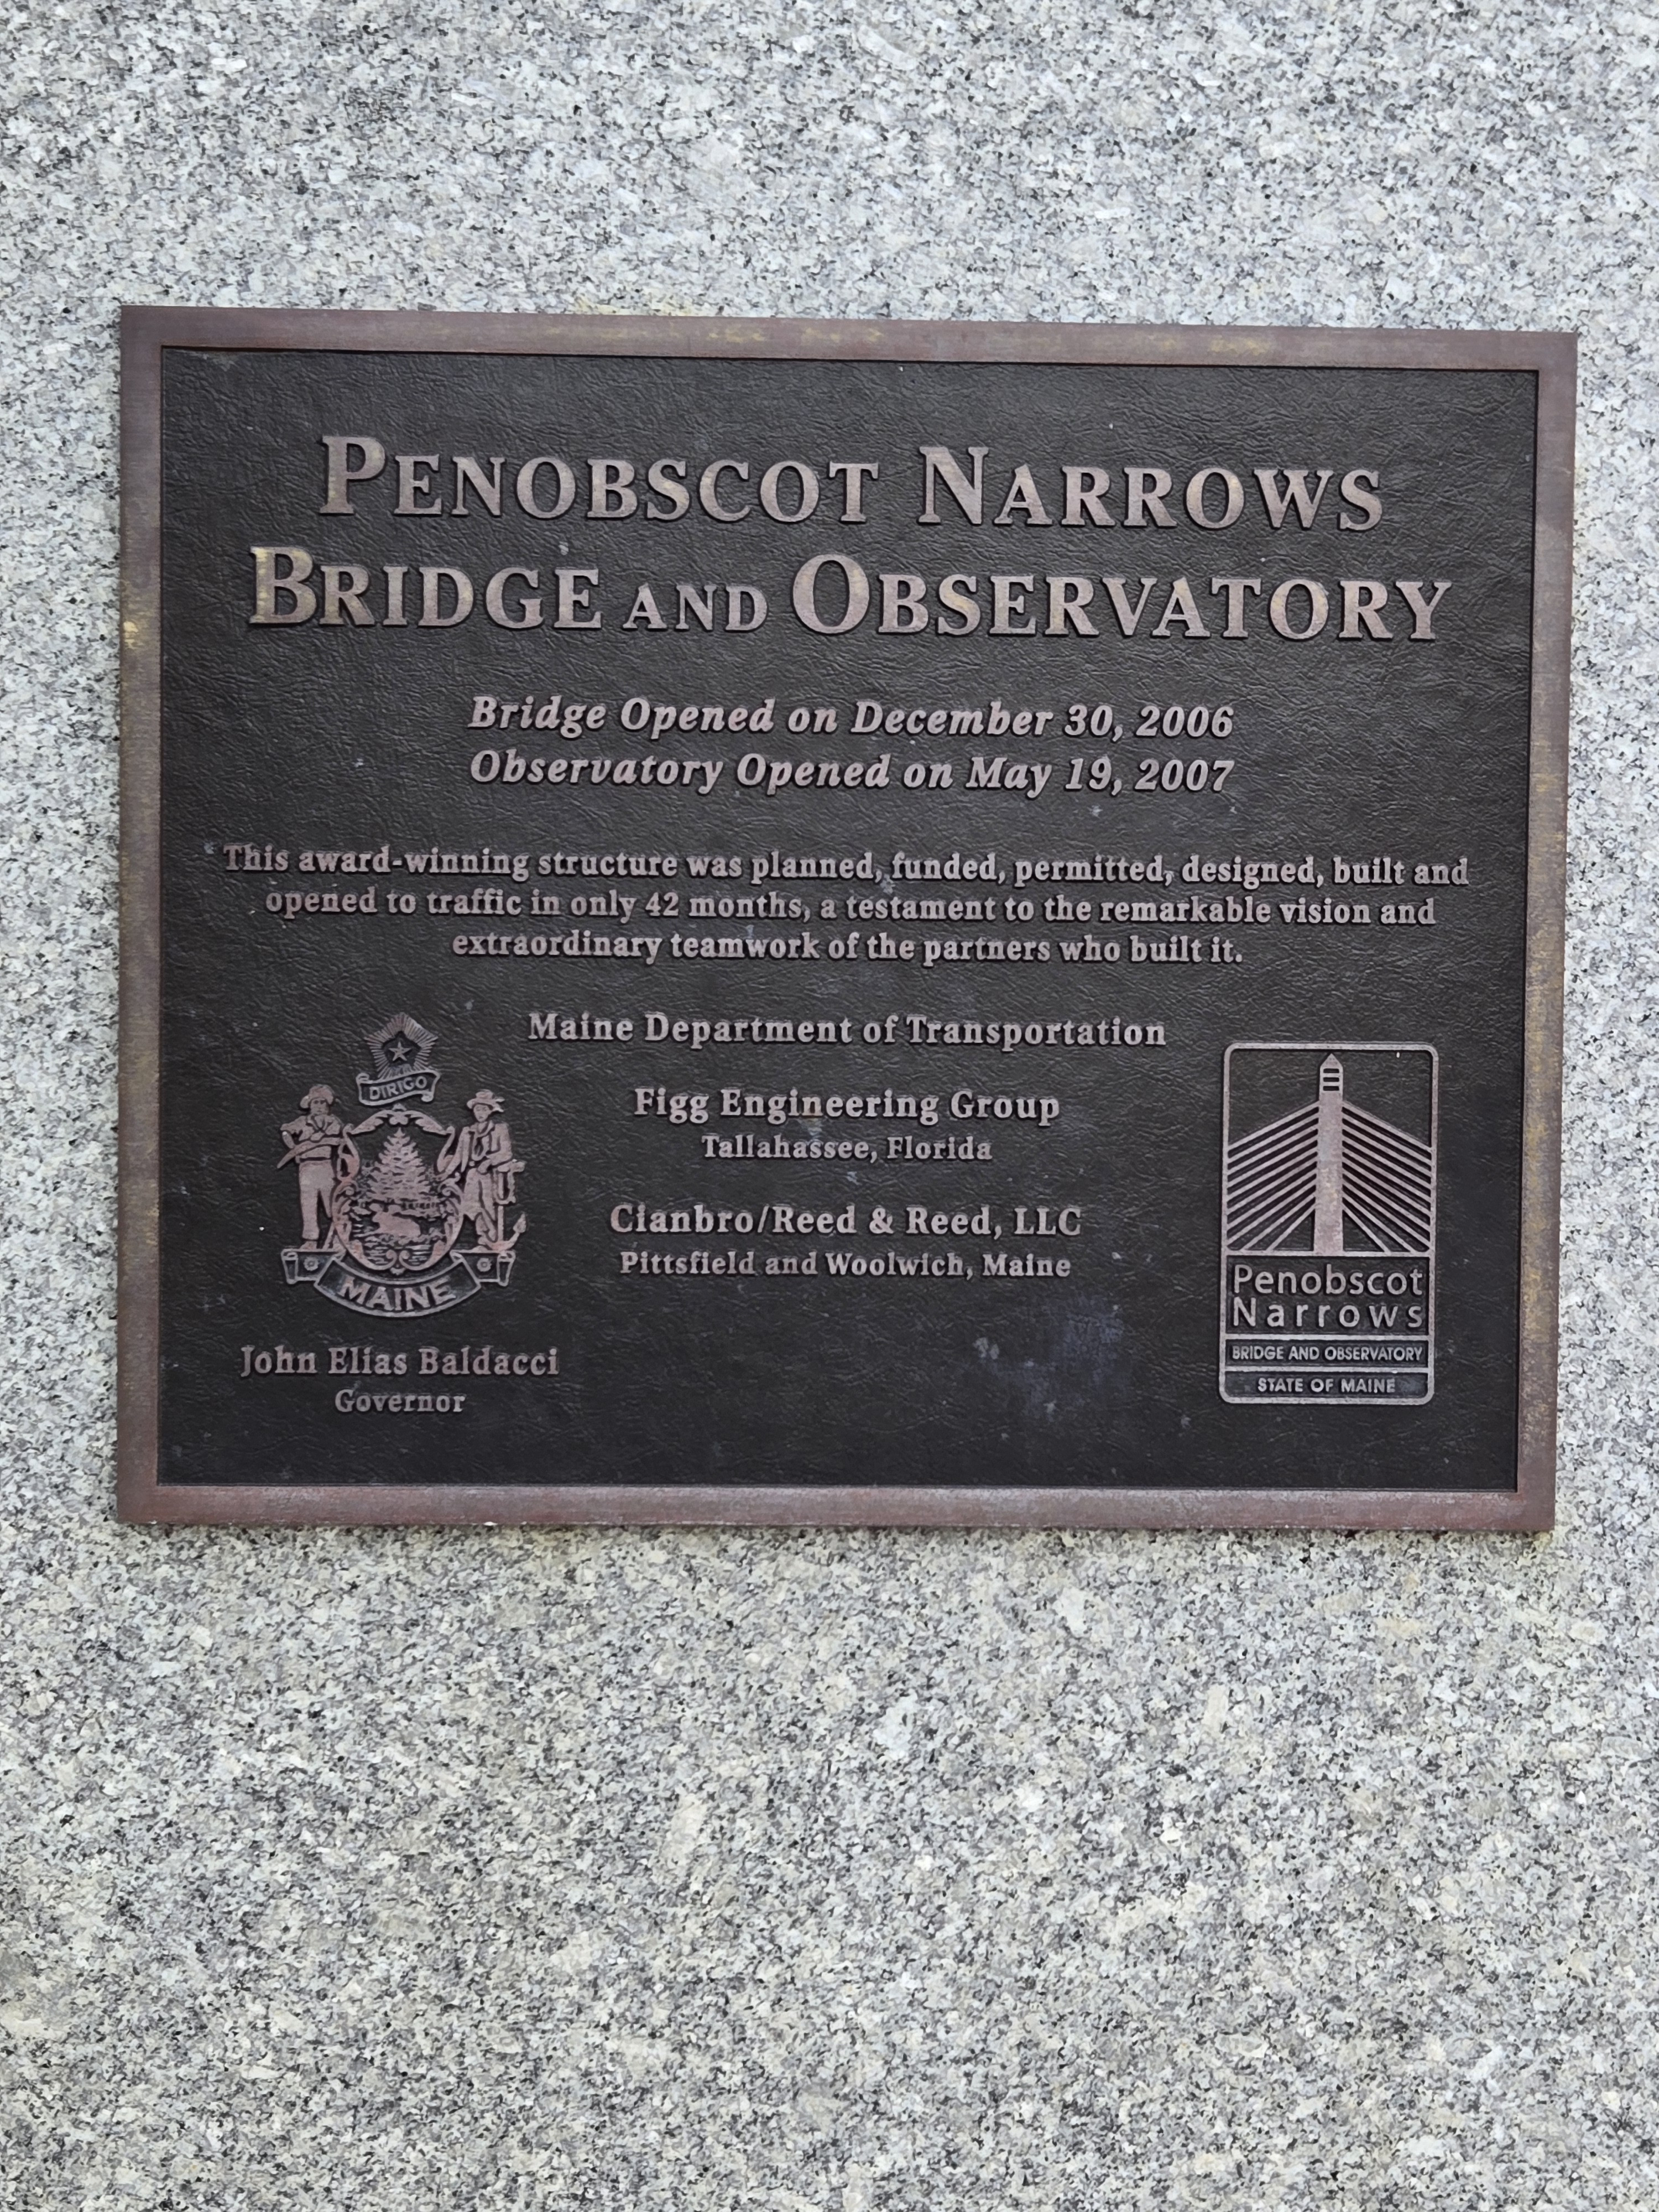 PENOBSCOT NARROWS
BRIDGE AND OBSERVATORY
Bridge Opened on December 30, 2006
Observatory Opened on May 19, 2007
This award-winning structure was planned, funded, permitted, designed, built and
opened to traffic in only 42 months, a testament to the remarkable vision and
extraordinary teamwork of the partners who built it.
Maine Department of Transportation
Figg Engineering Group
Tallahassee, Florida
Cianbro/Reed & Reed, LLC
Pittsfield and Woolwich, Maine
DIRIGO
MAINE
John Elias Baldacci
Governor
Penobscot
Narrows
BRIDGE AND OBSERVATORY
STATE OF MAINE